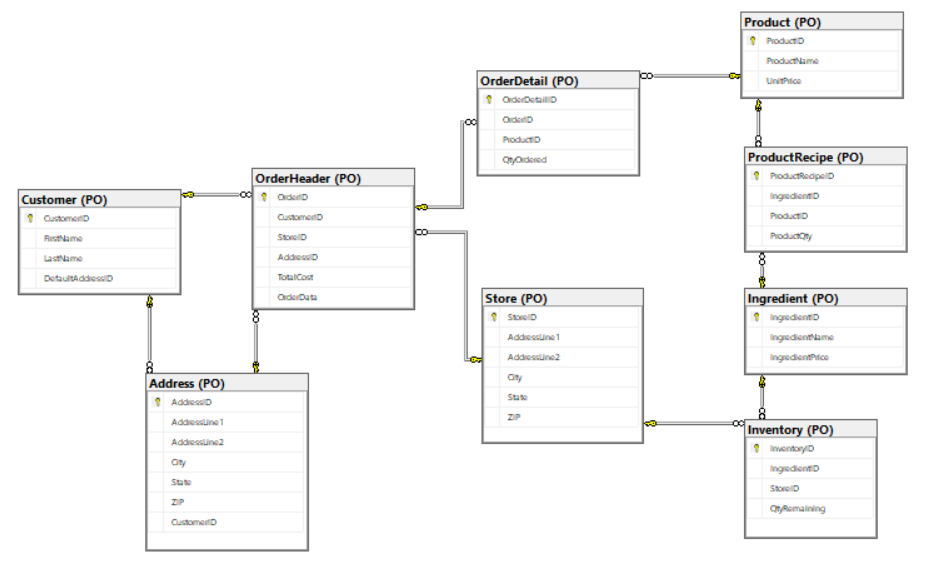 Product (PO)
ProductID
ProductName
UnitPrice
OrderDetail (PO)
OrderDetailID
OrderID
ProductID
QtyOrdered
ProductRecipe (PO)
ProductRecipeID
IngredientID
ProductID
ProductQty
OrderHeader (PO)
OrderID
CustomerID
StoreID
AddressID
TotalCost
OrderData
Customer (PO)
CustomerID
FirstName
LastName
DefaultAddressID
Store (PO)
StoreID
AddressLine1
AddressLine2
City
State
ZIP
Ingredient (PO)
IngredientID
IngredientName
IngredientPrice
Address (PO)
AddressID
AddressLine1
AddressLine2
City
State
ZIP
CustomerID
Inventory (PO)
InventoryID
IngredientID
StoreID
QtyRemaining